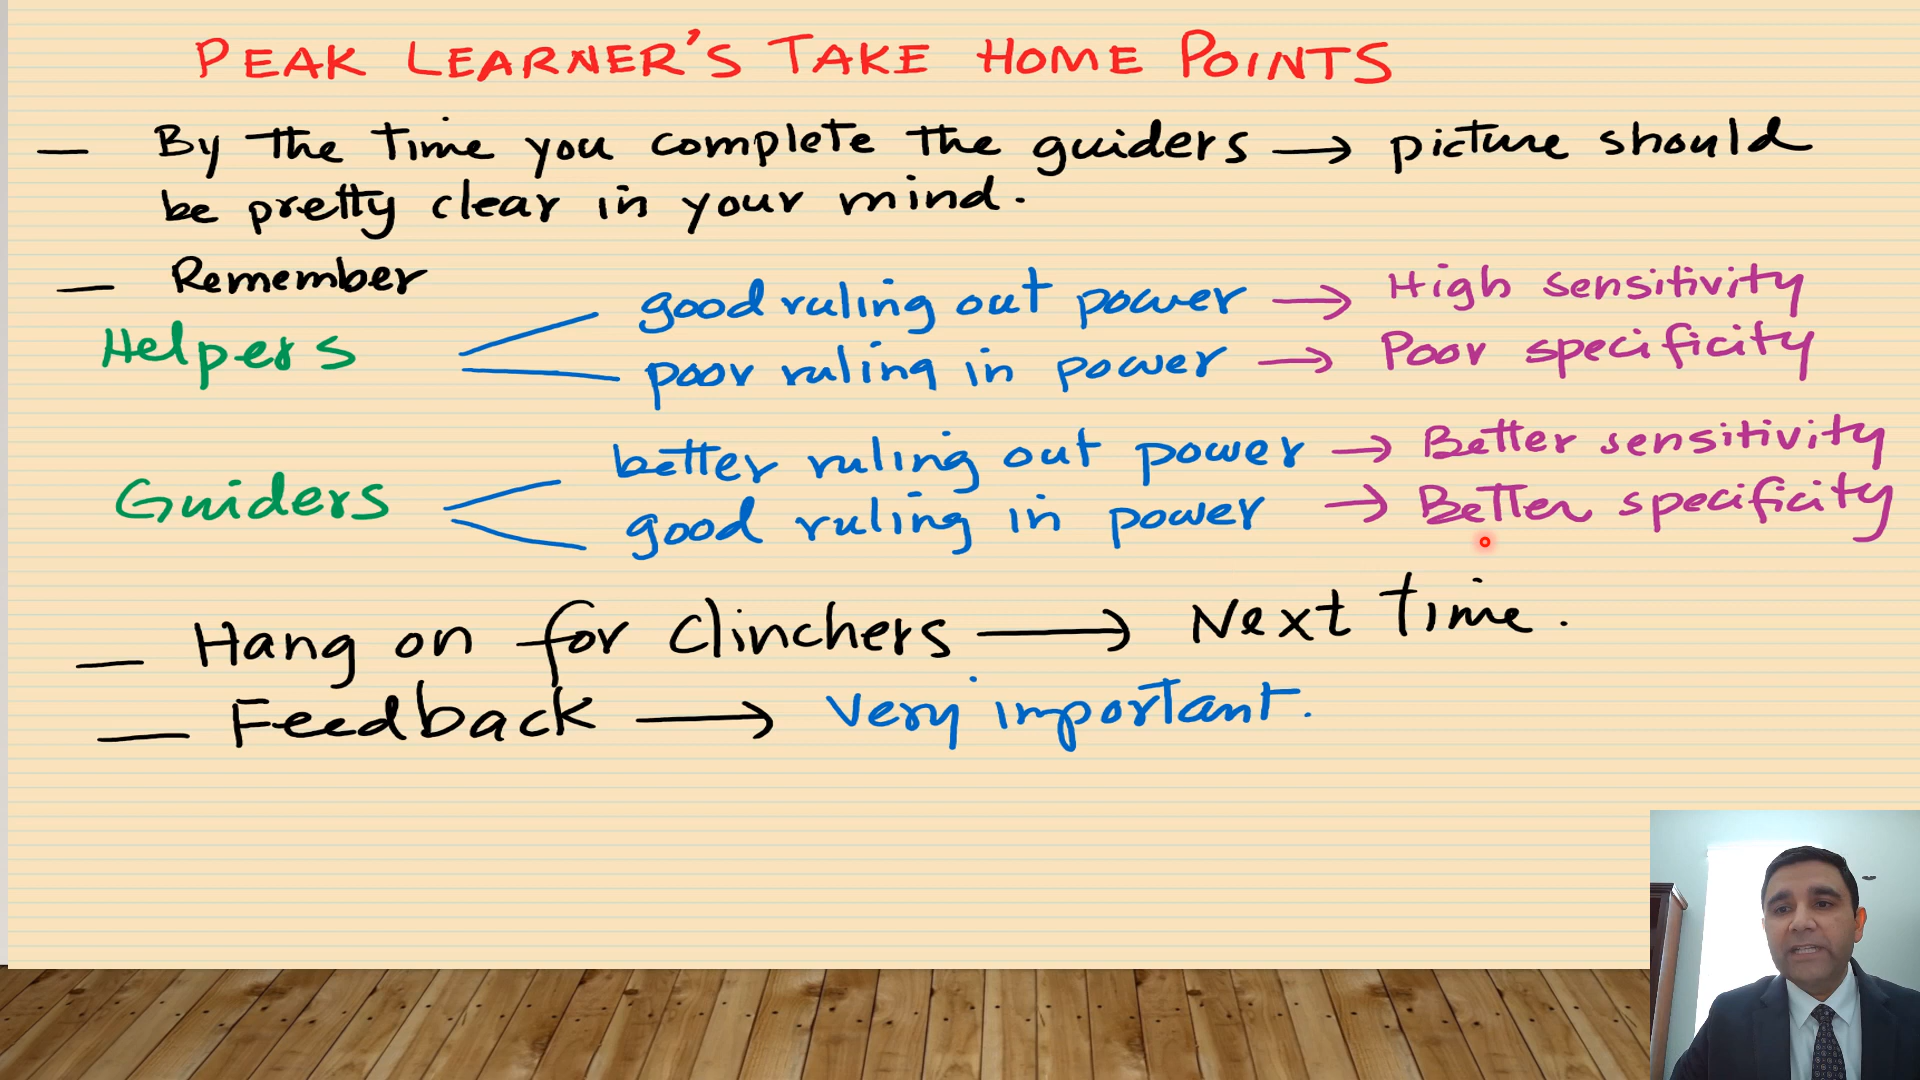 PEAK LEARNER'S TAKE HOME POINTS
— By the time you complete the guiders → picture should
be pretty clear in your mind.
— Remember
Helpers
good ruling out power → High sensitivity
poor ruling in power → Poor specificity
Guiders
better ruling out power → Better sensitivity
good ruling in power → Better specificity
— Hang on for Clinchers → Next time.
— Feedback → Very important.